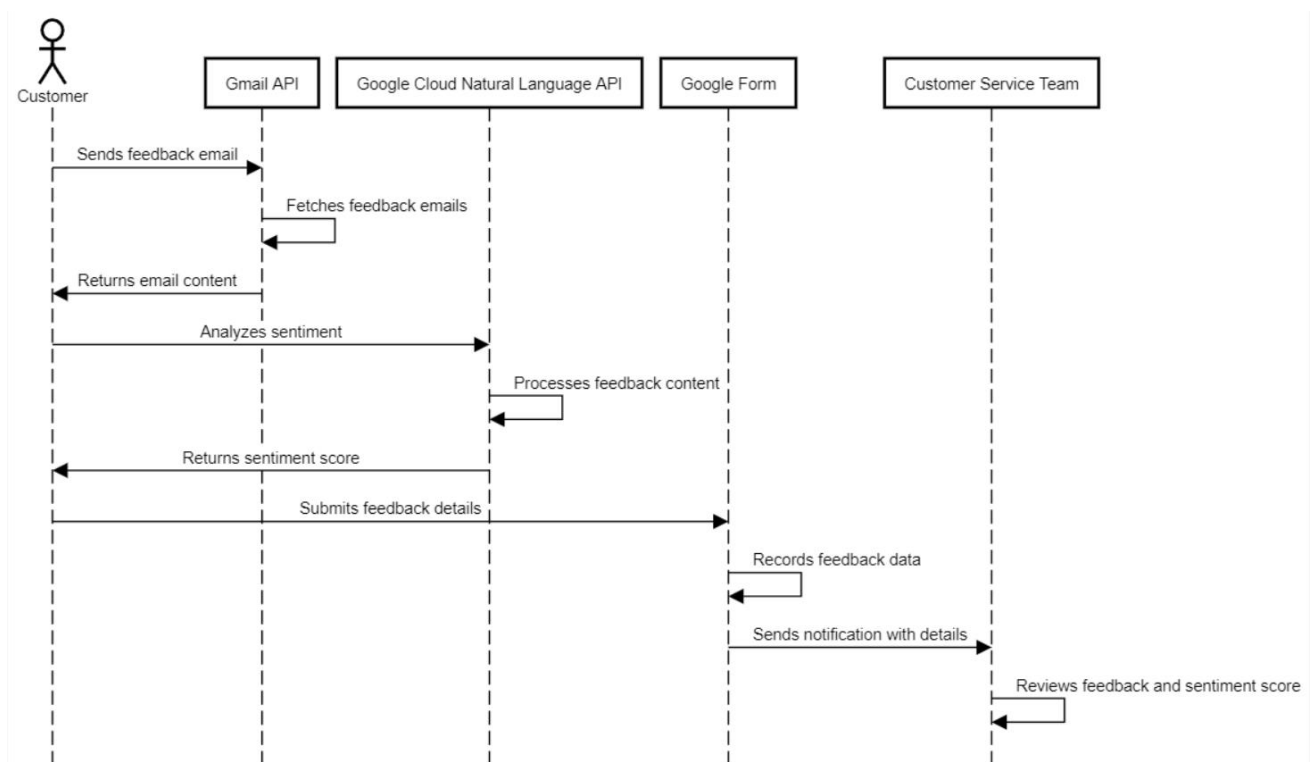 Customer
Gmail API
Google Cloud Natural Language API
Google Form
Customer Service Team
Sends feedback email
Fetches feedback emails
Returns email content
Analyzes sentiment
Processes feedback content
Returns sentiment score
Submits feedback details
Records feedback data
Sends notification with details
Reviews feedback and sentiment score